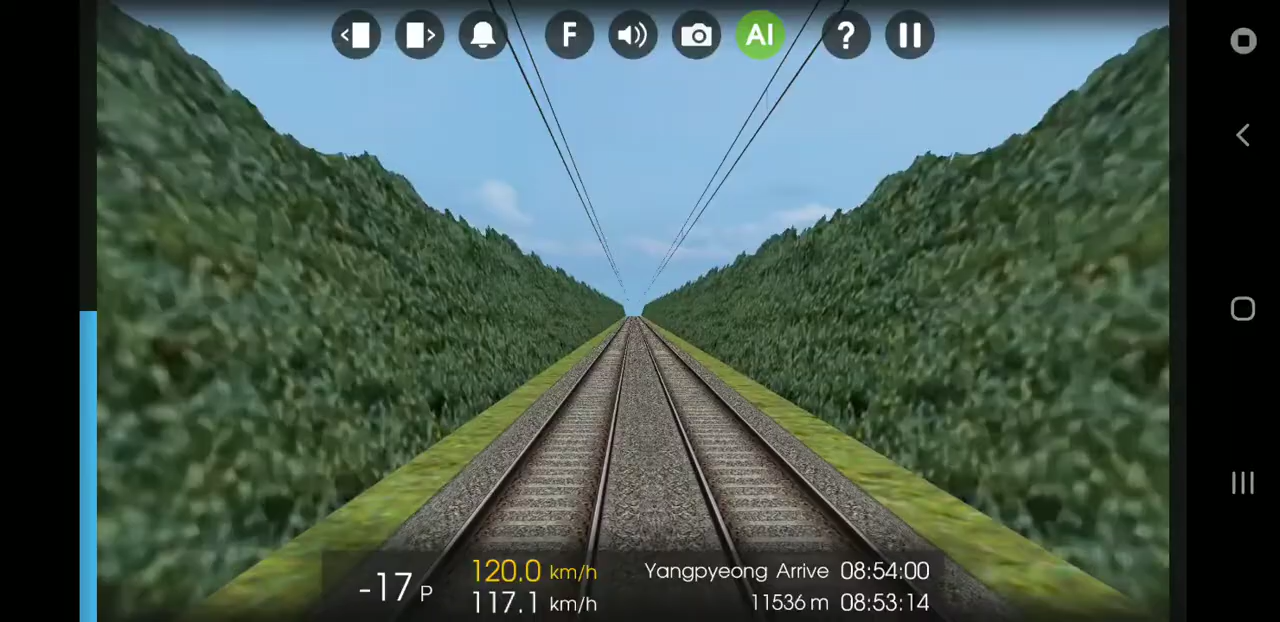 F AI ?
-17 P
120.0 km/h
117.1 km/h
Yangpyeong Arrive 08:54:00
11536 m 08:53:14